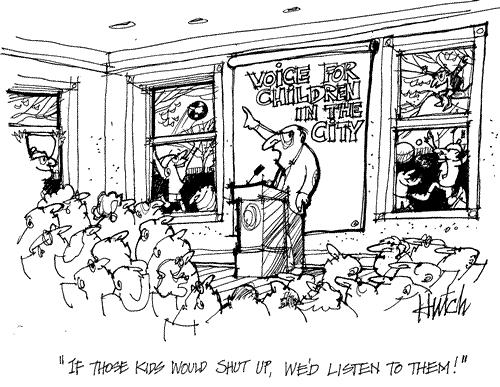 VOICE FOR
CHILDREN
IN THE
CITY
HUTCH
"IF THOSE KIDS WOULD SHUT UP, WE'D LISTEN TO THEM!"